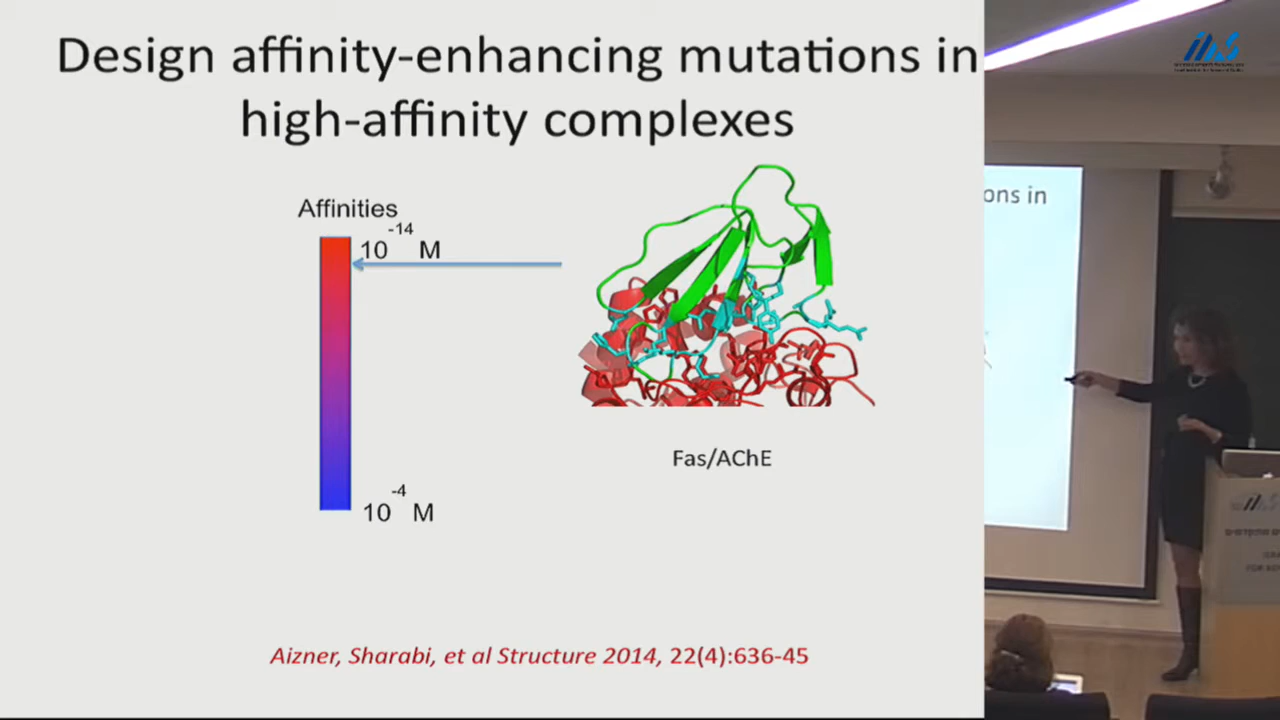 Design affinity-enhancing mutations in
high-affinity complexes
Affinities
10 -14 M
10 -4 M
Fas/AChE
Aizner, Sharabi, et al Structure 2014, 22(4):636-45
ons in